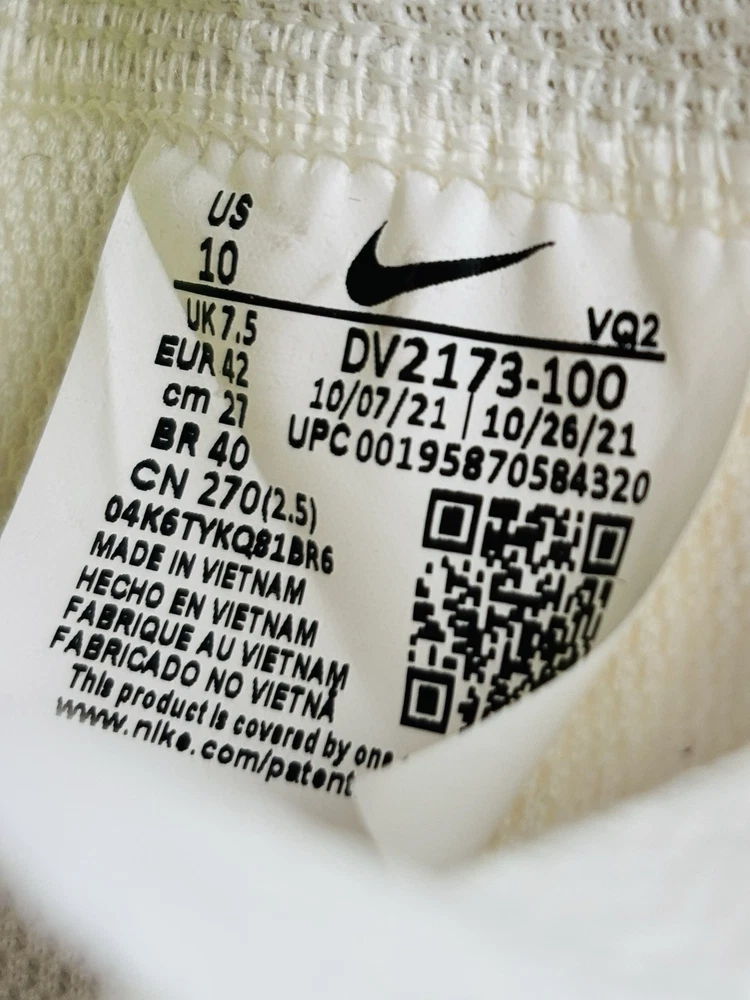 US
10
UK 7.5
EUR 42
cm 27
BR 40
CN 270(2.5)
04K6TYKQ81BR6
MADE IN VIETNAM
HECHO EN VIETNAM
FABRIQUE AU VIETNAM
FABRICADO NO VIETNÃ
This product is covered by one
www.nike.com/patent
VQ2
DV2173-100
10/07/21 | 10/26/21
UPC 00195870584320